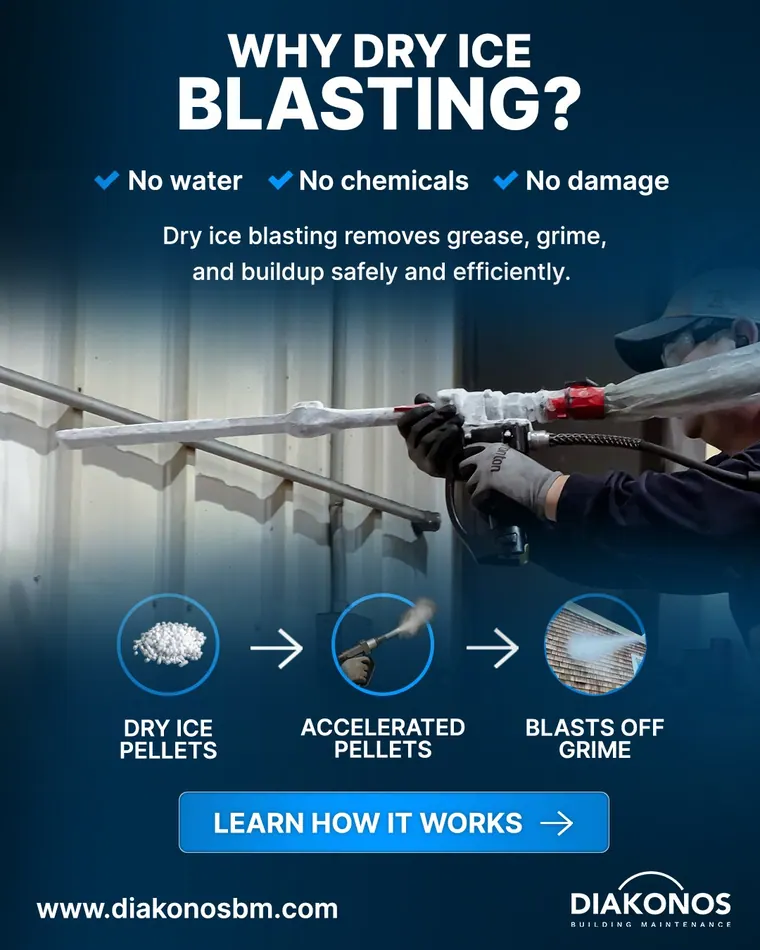 WHY DRY ICE
BLASTING?
No water No chemicals No damage
Dry ice blasting removes grease, grime,
and buildup safely and efficiently.
DRY ICE
PELLETS
ACCELERATED
PELLETS
BLASTS OFF
GRIME
LEARN HOW IT WORKS
www.diakonosbm.com
DIAKONOS
BUILDING MAINTENANCE